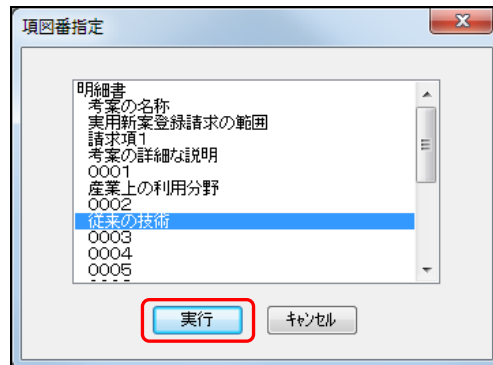 項図番指定
明細書
考案の名称
実用新案登録請求の範囲
請求項1
考案の詳細な説明
0001
産業上の利用分野
0002
従来の技術
0003
0004
0005
実行 ｷｬﾝｾﾙ